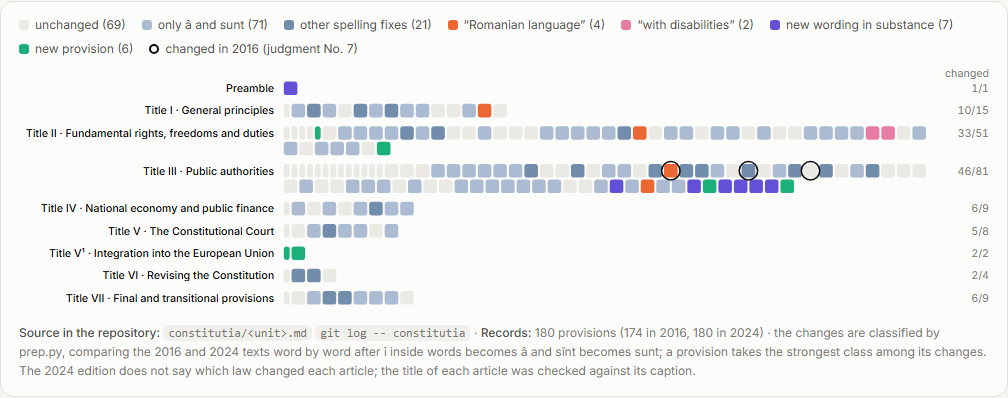 unchanged (69) only â and sunt (71) other spelling fixes (21) “Romanian language” (4) “with disabilities” (2) new wording in substance (7)
new provision (6) changed in 2016 (judgment No. 7)
changed
Preamble 1/1
Title I · General principles 10/15
Title II · Fundamental rights, freedoms and duties 33/51
Title III · Public authorities 46/81
Title IV · National economy and public finance 6/9
Title V · The Constitutional Court 5/8
Title V¹ · Integration into the European Union 2/2
Title VI · Revising the Constitution 2/4
Title VII · Final and transitional provisions 6/9
Source in the repository: constitutia/<unit>.md git log -- constitutia · Records: 180 provisions (174 in 2016, 180 in 2024) · the changes are classified by
prep.py, comparing the 2016 and 2024 texts word by word after î inside words becomes â and sînt becomes sunt; a provision takes the strongest class among its changes.
The 2024 edition does not say which law changed each article; the title of each article was checked against its caption.